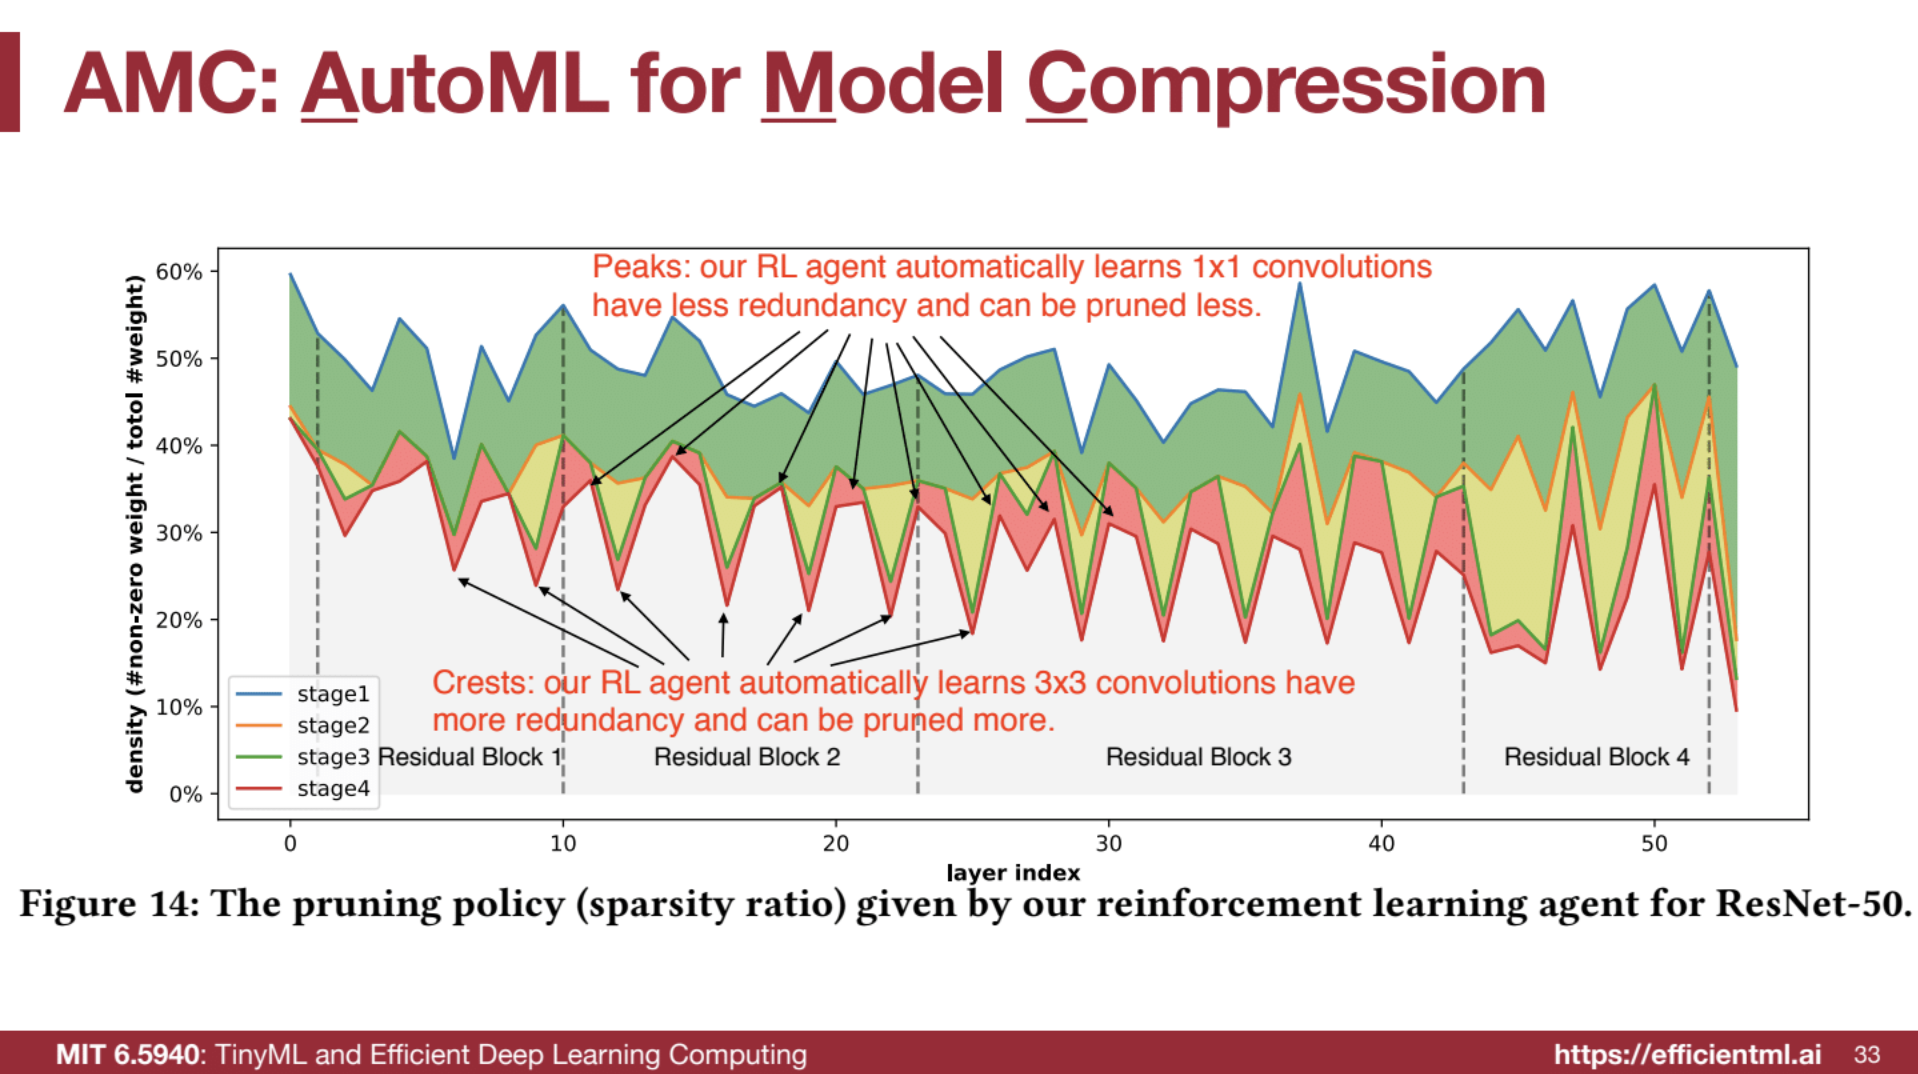 AMC: AutoML for Model Compression
Peaks: our RL agent automatically learns 1x1 convolutions
have less redundancy and can be pruned less.
density (#non-zero weight / totol #weight)
60%
50%
40%
30%
20%
10%
0%
Crests: our RL agent automatically learns 3x3 convolutions have
more redundancy and can be pruned more.
stage1
stage2
stage3
stage4
Residual Block 1
Residual Block 2
Residual Block 3
Residual Block 4
0
10
20
30
40
50
layer index
Figure 14: The pruning policy (sparsity ratio) given by our reinforcement learning agent for ResNet-50.
MIT 6.5940: TinyML and Efficient Deep Learning Computing
https://efficientml.ai
33